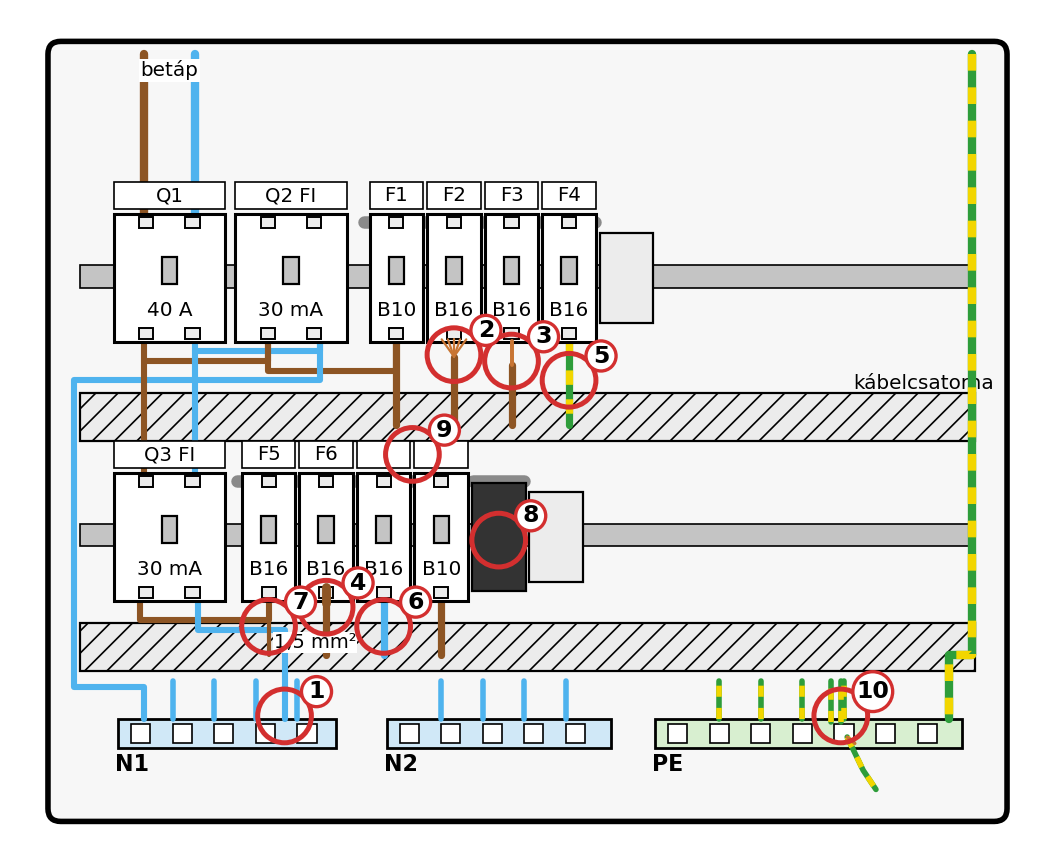 betáp
Q1
Q2 FI
F1
F2
F3
F4
40 A
30 mA
B10
B16
B16
B16
2
3
5
kábelcsatorna
9
Q3 FI
F5
F6
8
30 mA
B16
B16
B16
B10
4
7
6
1,5 mm²
1
10
N1
N2
PE